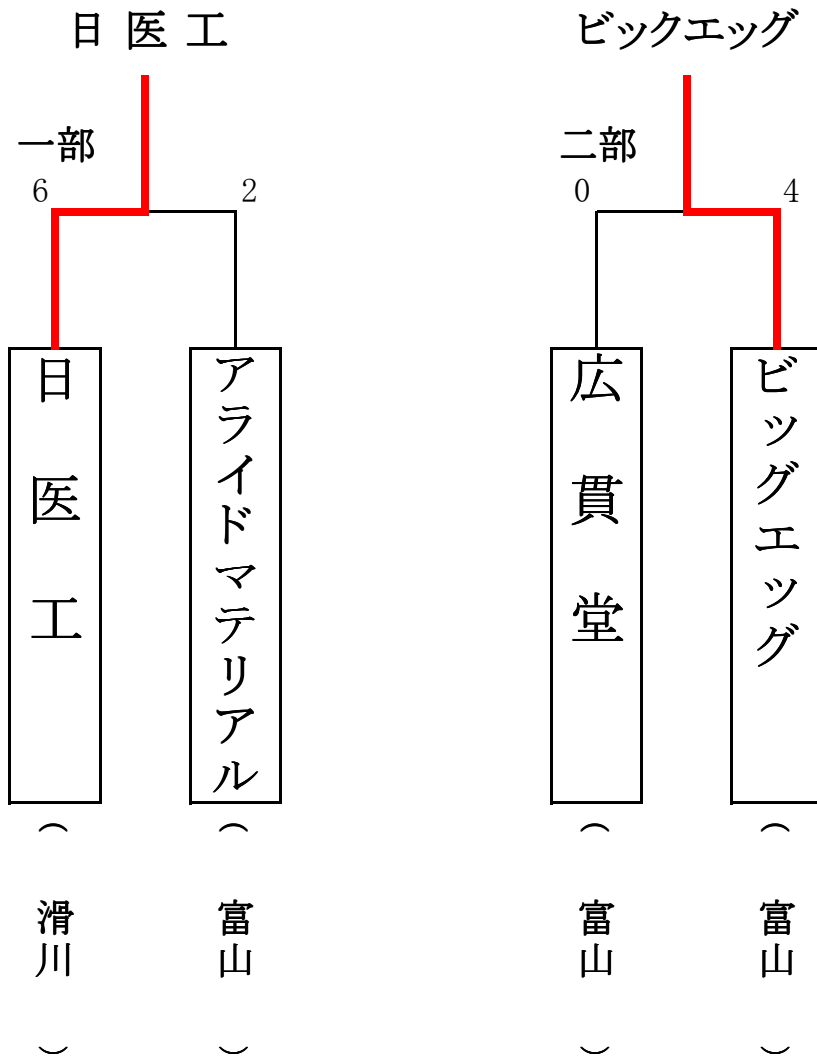 日医工
ビックエッグ
一部
二部
6
2
0
4
日医工
アライドマテリアル
広貫堂
ビッグエッグ
（滑川）
（富山）
（富山）
（富山）